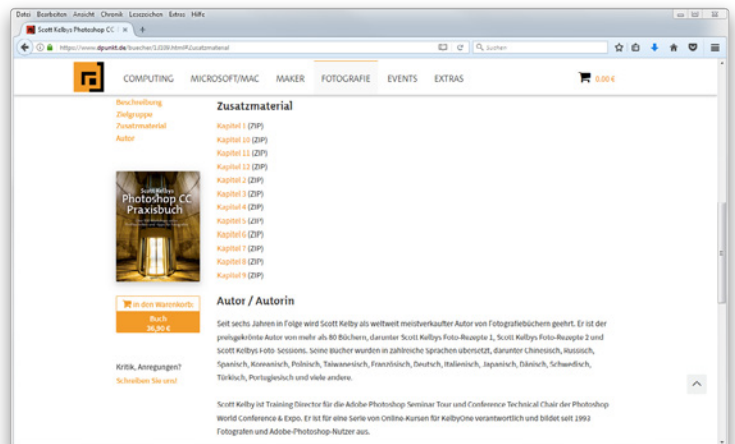 Datei Bearbeiten Ansicht Chronik Lesezeichen Extras Hilfe
Scott Kelbys Photoshop CC
https://www.dpunkt.de/buecher/
html#Zusatzmaterial
Suchen
COMPUTING MICROSOFT/MAC MAKER FOTOGRAFIE EVENTS EXTRAS 0.00 €
Beschreibung
Zielgruppe
Zusatzmaterial
Autor
Scott Kelbys
Photoshop CC
Praxisbuch
in den Warenkorb:
Buch
36,90 €
Kritik, Anregungen?
Schreiben Sie uns!
Zusatzmaterial
Kapitel 1 (ZIP)
Kapitel 10 (ZIP)
Kapitel 11 (ZIP)
Kapitel 12 (ZIP)
Kapitel 2 (ZIP)
Kapitel 3 (ZIP)
Kapitel 4 (ZIP)
Kapitel 5 (ZIP)
Kapitel 6 (ZIP)
Kapitel 7 (ZIP)
Kapitel 8 (ZIP)
Kapitel 9 (ZIP)
Autor / Autorin
Seit sechs Jahren in Folge wird Scott Kelby als weltweit meistverkaufter Autor von Fotografiebüchern geehrt. Er ist der
preisgekrönte Autor von mehr als 80 Büchern, darunter Scott Kelbys Foto-Rezepte 1, Scott Kelbys Foto-Rezepte 2 und
Scott Kelbys Foto-Sessions. Seine Bücher wurden in zahlreiche Sprachen übersetzt, darunter Chinesisch, Russisch,
Spanisch, Koreanisch, Polnisch, Taiwanesisch, Französisch, Deutsch, Italienisch, Japanisch, Dänisch, Schwedisch,
Türkisch, Portugiesisch und viele andere.
Scott Kelby ist Training Director für die Adobe Photoshop Seminar Tour und Conference Technical Chair der Photoshop
World Conference & Expo. Er ist für eine Serie von Online-Kursen für KelbyOne verantwortlich und bildet seit 1993
Fotografen und Adobe-Photoshop-Nutzer aus.